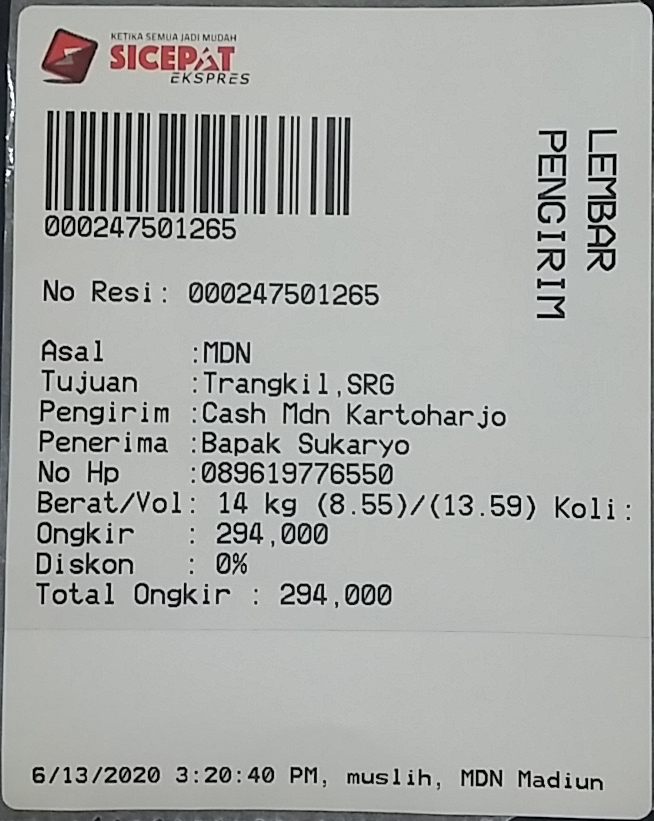 KETIKA SEMUA JADI MUDAH
SICEPAT
EKSPRES
000247501265
LEMBAR
PENGIRIM
No Resi: 000247501265
Asal :MDN
Tujuan :Trangkil,SRG
Pengirim :Cash Mdn Kartoharjo
Penerima :Bapak Sukaryo
No Hp :089619776550
Berat/Vol: 14 kg (8.55)/(13.59) Koli:
Ongkir : 294,000
Diskon : 0%
Total Ongkir : 294,000
6/13/2020 3:20:40 PM, muslih, MDN Madiun